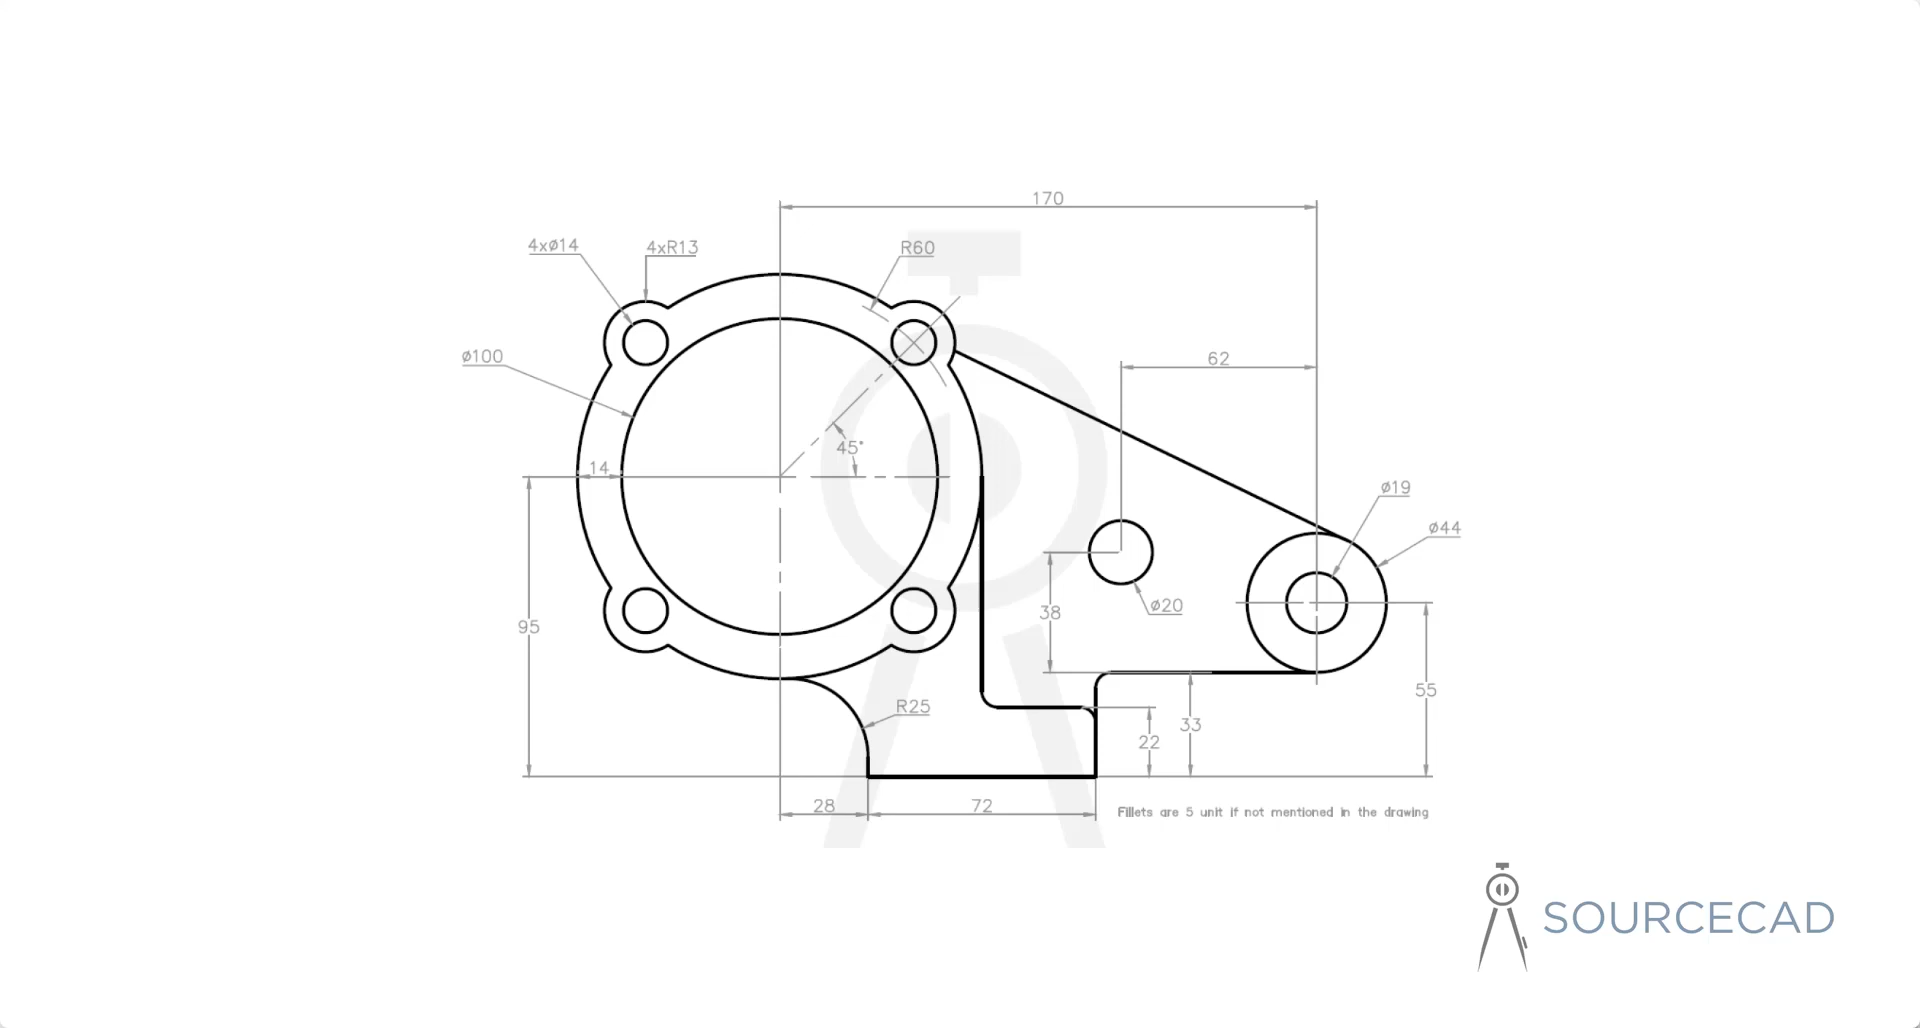 170
4xø14
4xR13
R60
ø100
62
45°
14
ø19
ø44
95
38
ø20
55
R25
22
33
28
72
Fillets are 5 unit if not mentioned in the drawing
SOURCECAD